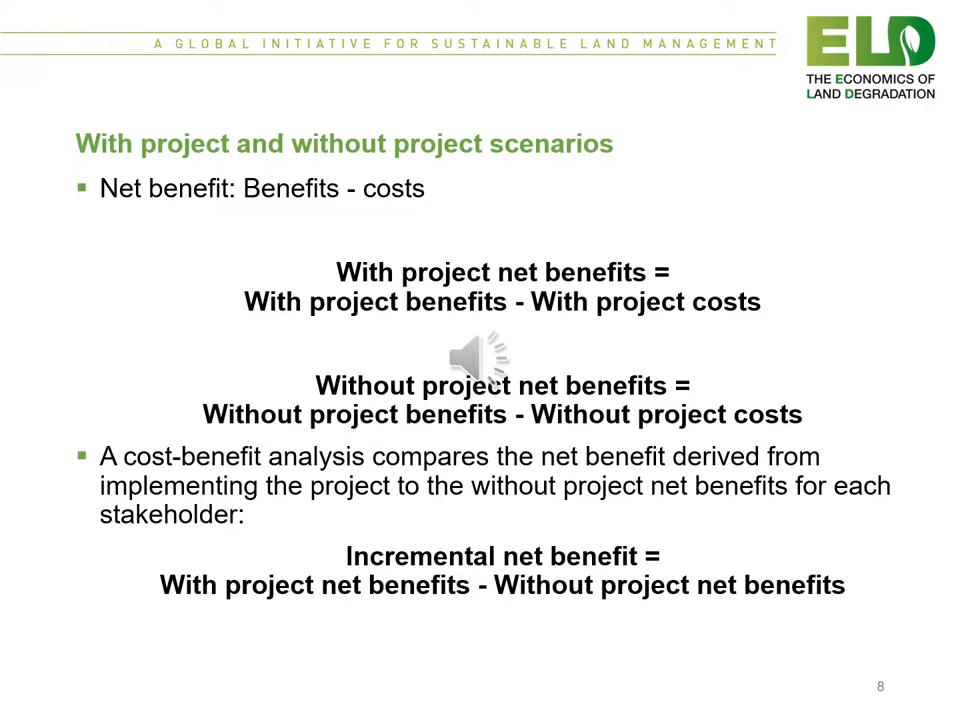 A GLOBAL INITIATIVE FOR SUSTAINABLE LAND MANAGEMENT
ELD
THE ECONOMICS OF
LAND DEGRADATION
With project and without project scenarios
▪ Net benefit: Benefits - costs
With project net benefits =
With project benefits - With project costs
Without project net benefits =
Without project benefits - Without project costs
▪ A cost-benefit analysis compares the net benefit derived from
implementing the project to the without project net benefits for each
stakeholder:
Incremental net benefit =
With project net benefits - Without project net benefits
8